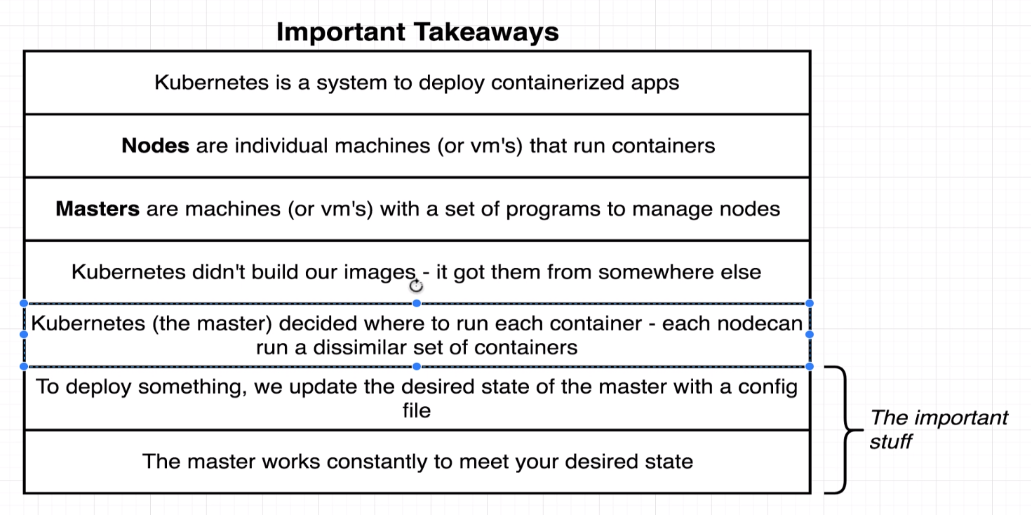 Important Takeaways
Kubernetes is a system to deploy containerized apps
Nodes are individual machines (or vm's) that run containers
Masters are machines (or vm's) with a set of programs to manage nodes
Kubernetes didn't build our images - it got them from somewhere else
Kubernetes (the master) decided where to run each container - each nodecan
run a dissimilar set of containers
To deploy something, we update the desired state of the master with a config
file
The master works constantly to meet your desired state
The important
stuff